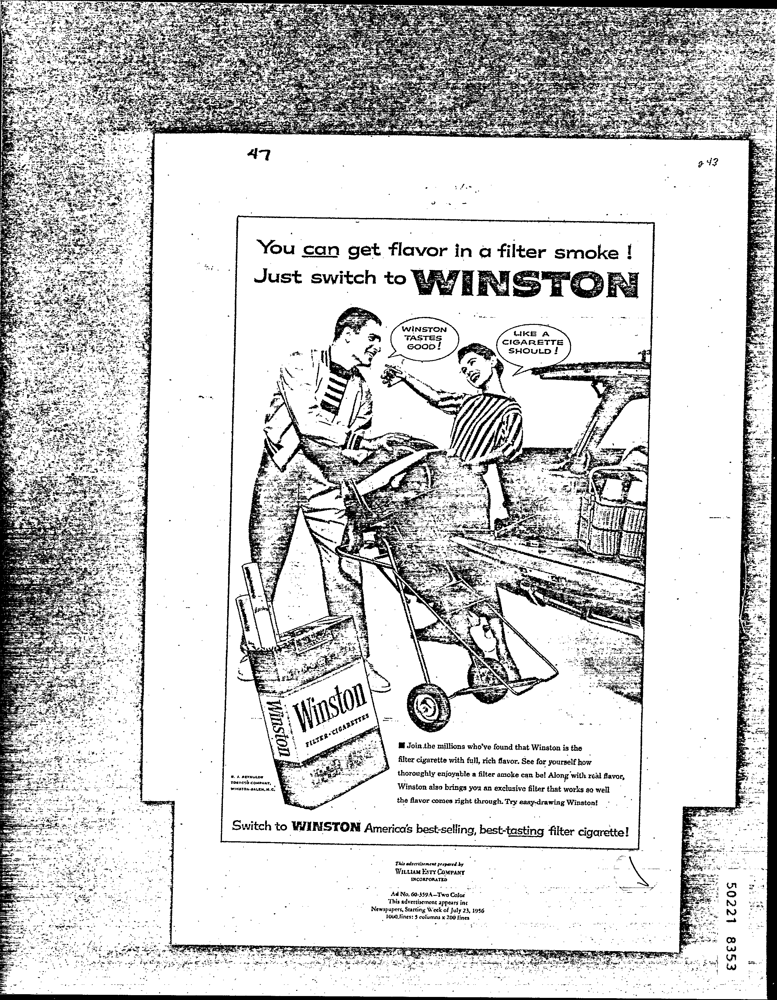 47
243
You can get flavor in a filter smoke!
Just switch to WINSTON
WINSTON
TASTES
GOOD!
LIKE A
CIGARETTE
SHOULD!
Winston
FILTER-CIGARETTES
Winston
R. J. REYNOLDS
TOBACCO COMPANY,
WINSTON-SALEM, N.C.
■ Join the millions who've found that Winston is the
filter cigarette with full, rich flavor. See for yourself how
thoroughly enjoyable a filter smoke can be! Along with real flavor,
Winston also brings you an exclusive filter that works so well
the flavor comes right through. Try easy-drawing Winston!
Switch to WINSTON America's best-selling, best-tasting filter cigarette!
This advertisement prepared by
WILLIAM ESTY COMPANY
INCORPORATED
Ad No. 60-359A—Two Color
This advertisement appears in:
Newspapers, Starting Week of July 23, 1956
1000 lines: 5 columns x 200 lines
50221 8353